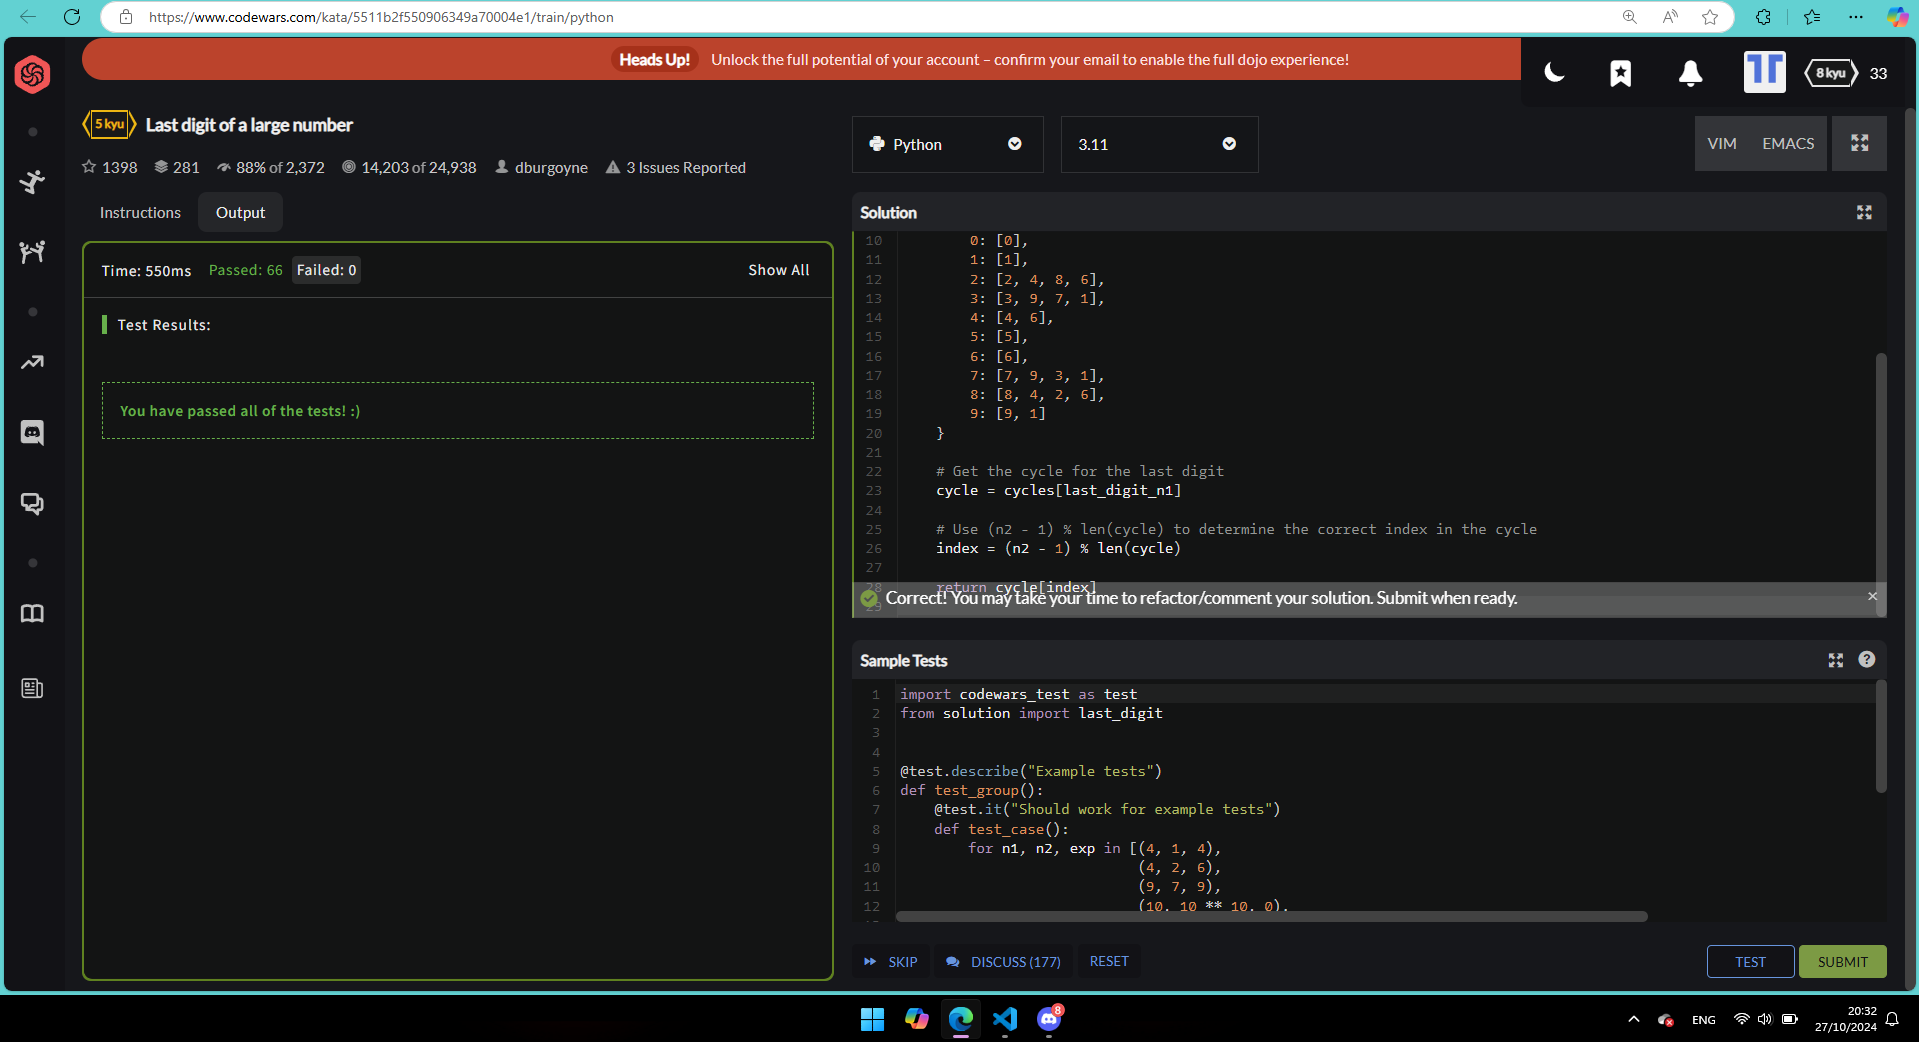 https://www.codewars.com/kata/5511b2f550906349a70004e1/train/python
Heads Up! Unlock the full potential of your account – confirm your email to enable the full dojo experience!
8 kyu 33
5 kyu Last digit of a large number
1398 281 88% of 2,372 14,203 of 24,938 dburgoyne 3 Issues Reported
Instructions Output
Time: 550ms Passed: 66 Failed: 0 Show All
Test Results:
You have passed all of the tests! :)
Python 3.11 VIM EMACS
Solution
10 0: [0],
11 1: [1],
12 2: [2, 4, 8, 6],
13 3: [3, 9, 7, 1],
14 4: [4, 6],
15 5: [5],
16 6: [6],
17 7: [7, 9, 3, 1],
18 8: [8, 4, 2, 6],
19 9: [9, 1]
20 }
21
22 # Get the cycle for the last digit
23 cycle = cycles[last_digit_n1]
24
25 # Use (n2 - 1) % len(cycle) to determine the correct index in the cycle
26 index = (n2 - 1) % len(cycle)
27
28 return cycle[index]
29
Correct! You may take your time to refactor/comment your solution. Submit when ready.
Sample Tests
1 import codewars_test as test
2 from solution import last_digit
3
4
5 @test.describe("Example tests")
6 def test_group():
7 @test.it("Should work for example tests")
8 def test_case():
9 for n1, n2, exp in [(4, 1, 4),
10 (4, 2, 6),
11 (9, 7, 9),
12 (10, 10 ** 10, 0),
SKIP DISCUSS (177) RESET TEST SUBMIT
8
ENG
20:32
27/10/2024